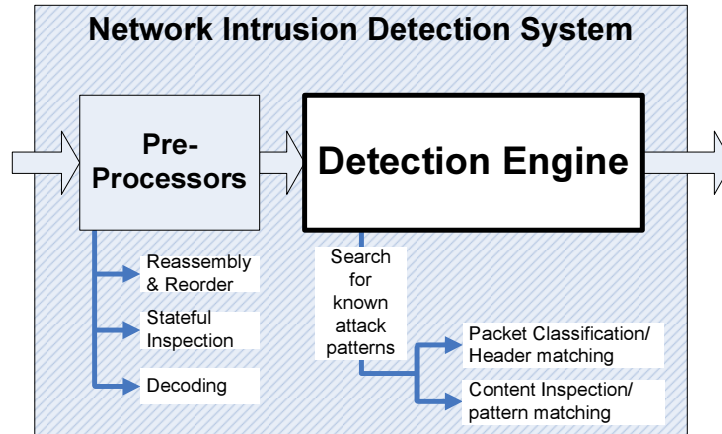 Network Intrusion Detection System
Pre-
Processors
Detection Engine
Reassembly
& Reorder
Stateful
Inspection
Decoding
Search
for
known
attack
patterns
Packet Classification/
Header matching
Content Inspection/
pattern matching